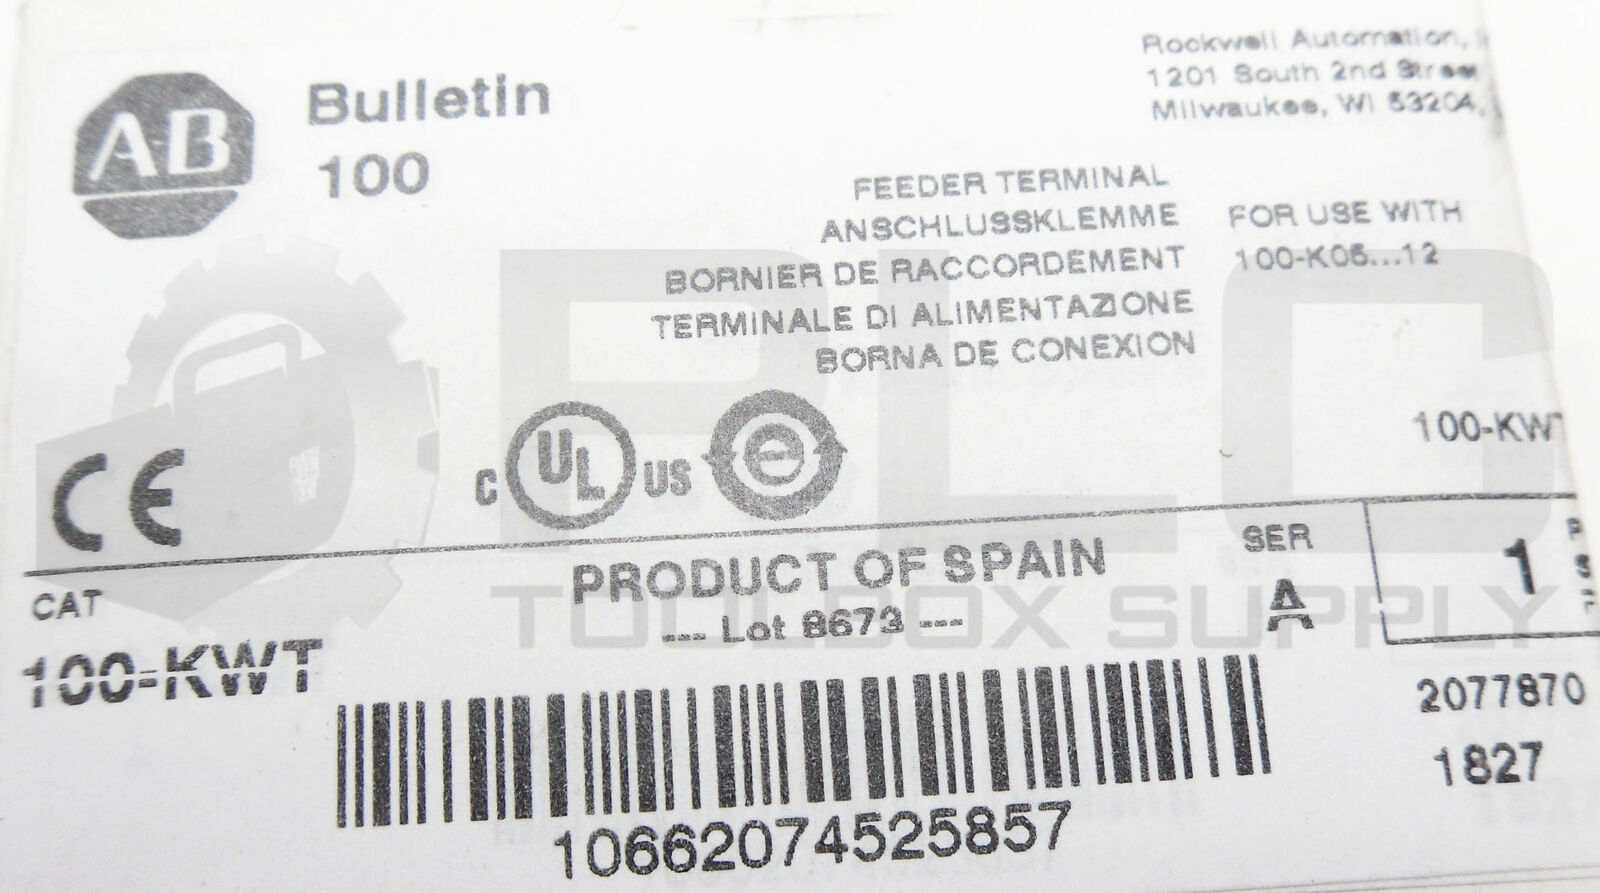 AB
Bulletin
100
Rockwell Automation,
1201 South 2nd Street
Milwaukee, WI 53204,
FEEDER TERMINAL
ANSCHLUSSKLEMME
BORNIER DE RACCORDEMENT
TERMINALE DI ALIMENTAZIONE
BORNA DE CONEXION
FOR USE WITH
100-K05...12
100-KWT
CE
C UL US
e
PLC
TOOLBOX SUPPLY
CAT
100-KWT
PRODUCT OF SPAIN
--- Lot 8673 ---
SER
A
1
2077870
1827
10662074525857